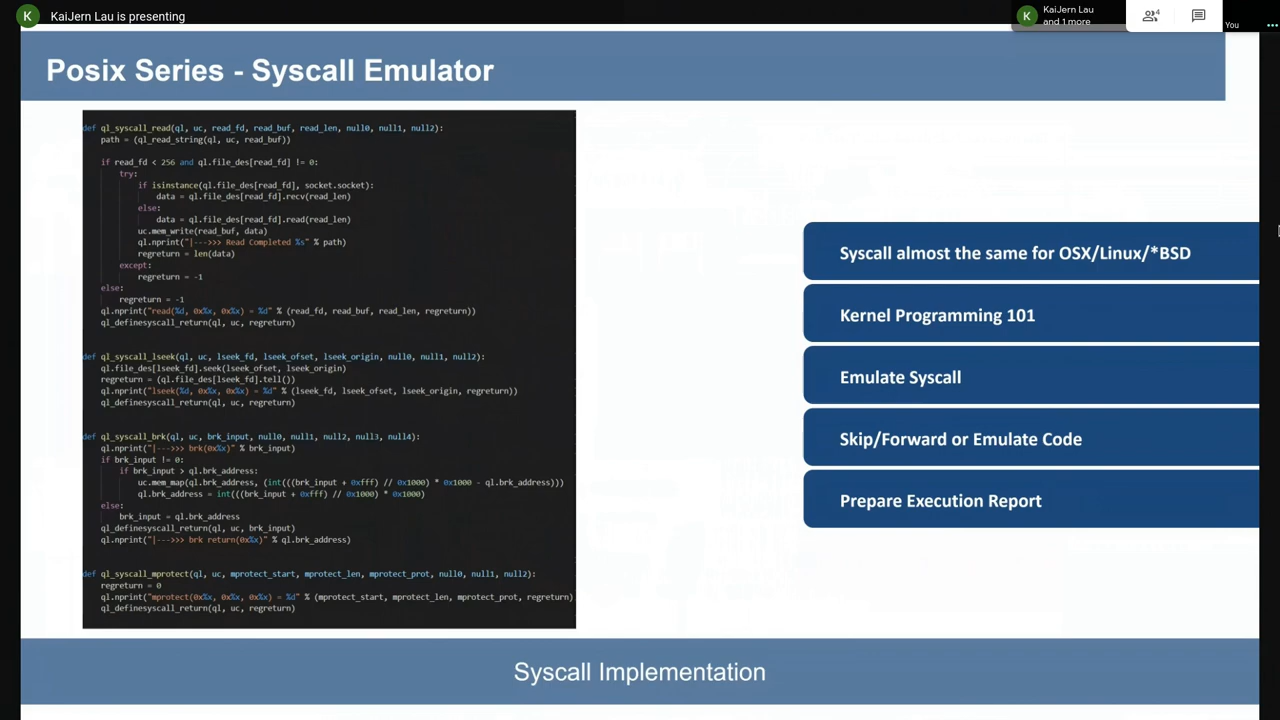 K KaiJern Lau is presenting
K KaiJern Lau
and 1 more
4
You
Posix Series - Syscall Emulator
def ql_syscall_read(ql, uc, read_fd, read_buf, read_len, null0, null1, null2):
path = (ql_read_string(ql, uc, read_buf))
if read_fd < 256 and ql.file_des[read_fd] != 0:
try:
if isinstance(ql.file_des[read_fd], socket.socket):
data = ql.file_des[read_fd].recv(read_len)
else:
data = ql.file_des[read_fd].read(read_len)
uc.mem_write(read_buf, data)
ql.nprint("|--->>> Read Completed %s" % path)
regreturn = len(data)
except:
regreturn = -1
else:
regreturn = -1
ql.nprint("read(%d, 0x%x, 0x%x) = %d" % (read_fd, read_buf, read_len, regreturn))
ql_definesyscall_return(ql, uc, regreturn)
def ql_syscall_lseek(ql, uc, lseek_fd, lseek_ofset, lseek_origin, null0, null1, null2):
ql.file_des[lseek_fd].seek(lseek_ofset, lseek_origin)
regreturn = (ql.file_des[lseek_fd].tell())
ql.nprint("lseek(%d, 0x%x, 0x%x) = %d" % (lseek_fd, lseek_ofset, lseek_origin, regreturn))
ql_definesyscall_return(ql, uc, regreturn)
def ql_syscall_brk(ql, uc, brk_input, null0, null1, null2, null3, null4):
ql.nprint("|--->>> brk(0x%x)" % brk_input)
if brk_input != 0:
if brk_input > ql.brk_address:
uc.mem_map(ql.brk_address, (int(((brk_input + 0xfff) // 0x1000) * 0x1000 - ql.brk_address)))
ql.brk_address = int(((brk_input + 0xfff) // 0x1000) * 0x1000)
else:
brk_input = ql.brk_address
ql_definesyscall_return(ql, uc, brk_input)
ql.nprint("|--->>> brk return(0x%x)" % ql.brk_address)
def ql_syscall_mprotect(ql, uc, mprotect_start, mprotect_len, mprotect_prot, null0, null1, null2):
regreturn = 0
ql.nprint("mprotect(0x%x, 0x%x, 0x%x) = %d" % (mprotect_start, mprotect_len, mprotect_prot, regreturn)
ql_definesyscall_return(ql, uc, regreturn)
Syscall almost the same for OSX/Linux/*BSD
Kernel Programming 101
Emulate Syscall
Skip/Forward or Emulate Code
Prepare Execution Report
Syscall Implementation